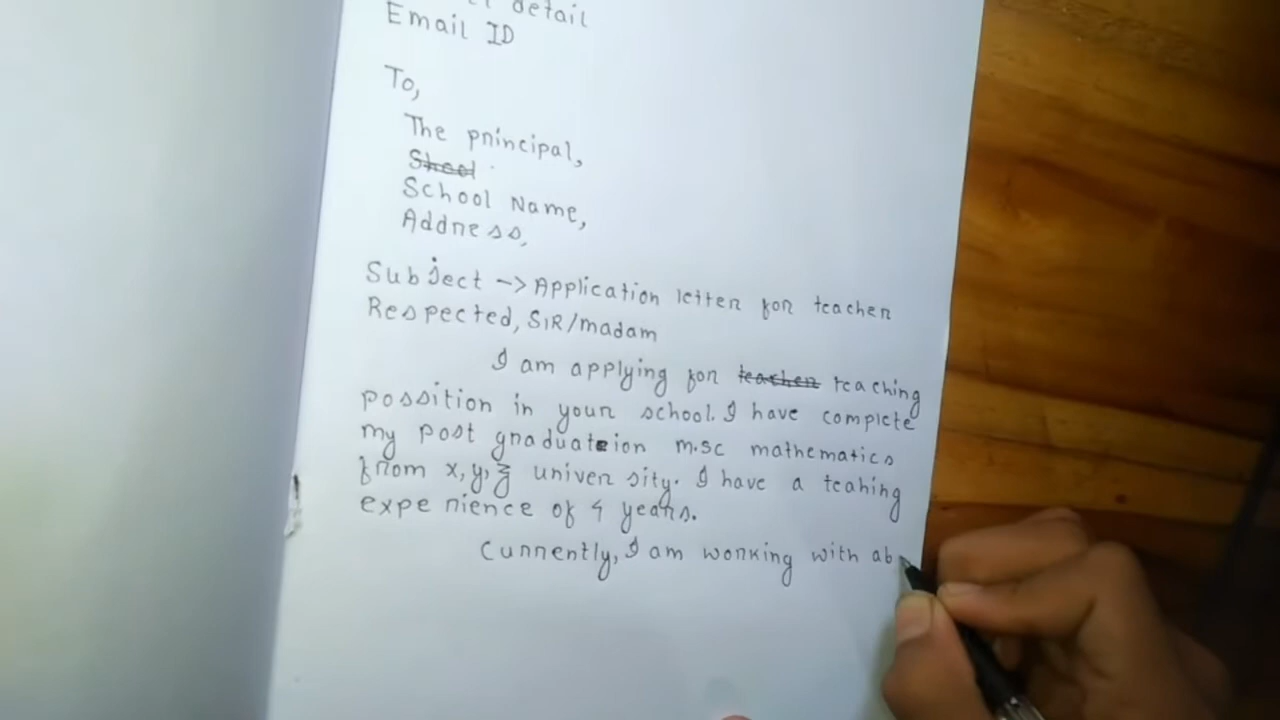 detail
Email ID
To,
The principal,
School Name,
Address,
Subject -> Application letter for teacher
Respected, SIR/madam
I am applying for teacher teaching
possition in your school. I have complete
my post graduateion m.sc mathematics
from x,y,z university. I have a teahing
experience of 4 years.
Currently, I am working with ab